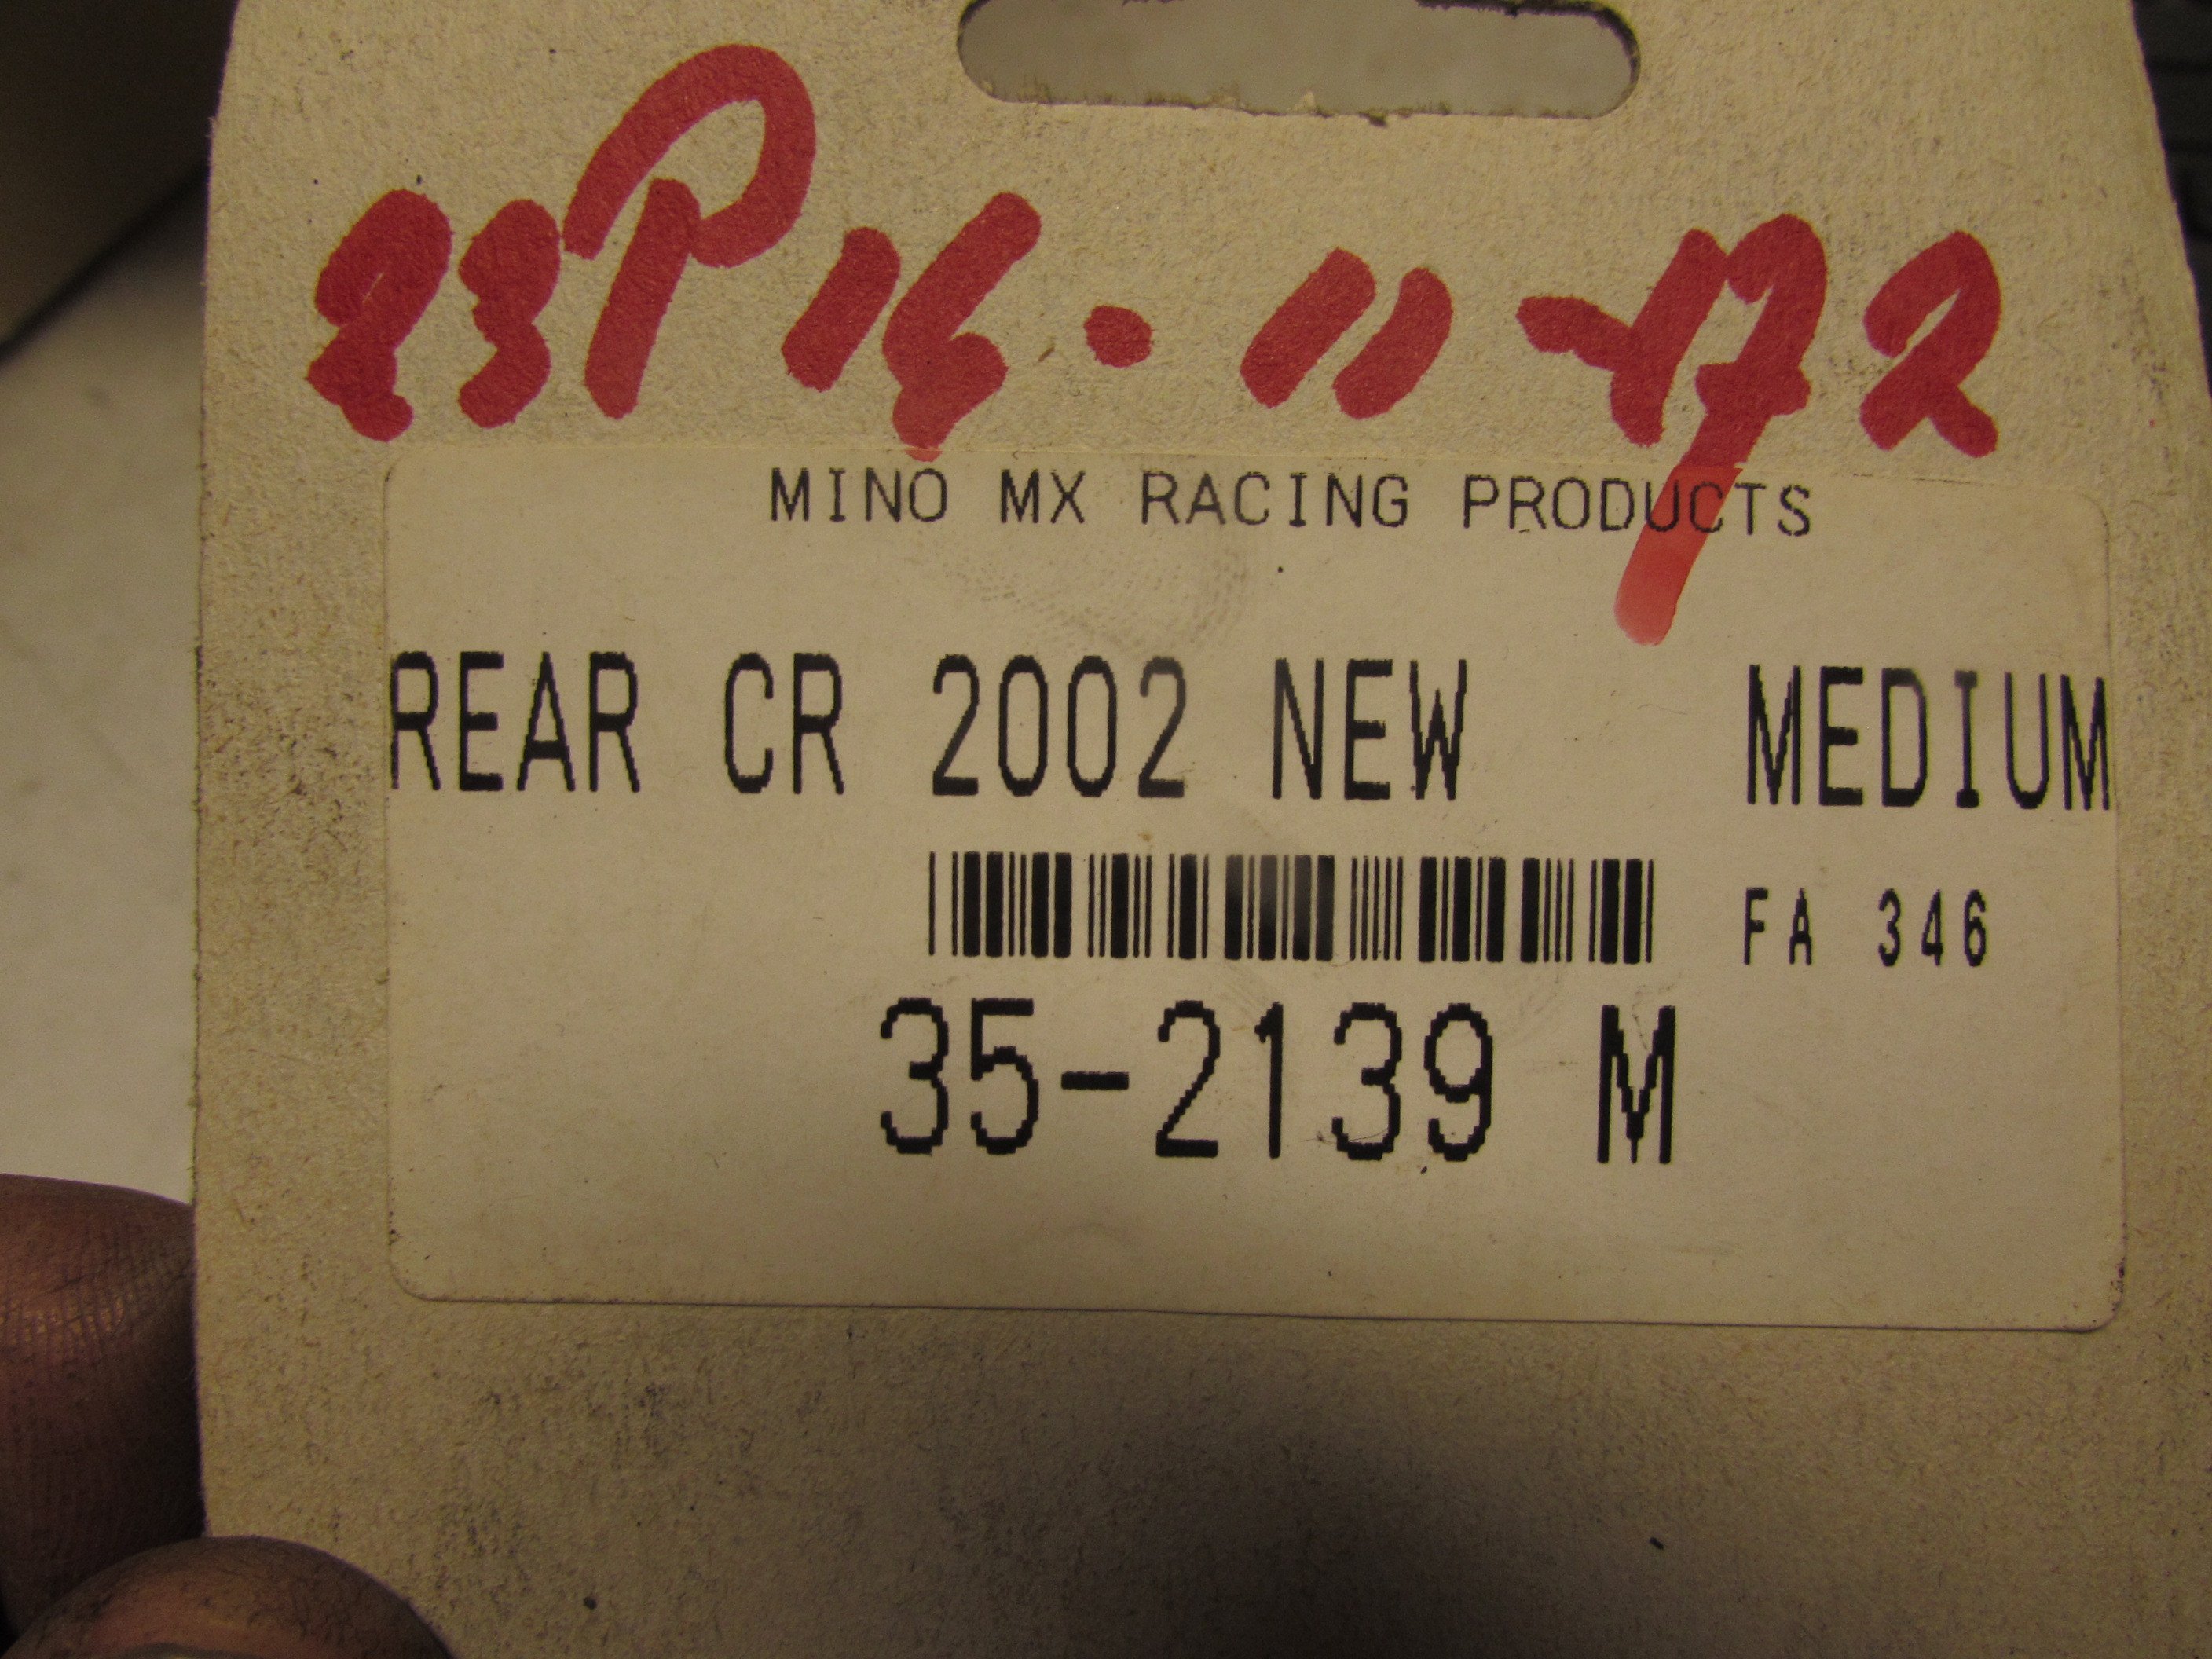 MINO MX RACING PRODUCTS
REAR CR 2002 NEW MEDIUM
FA 346
35-2139 M